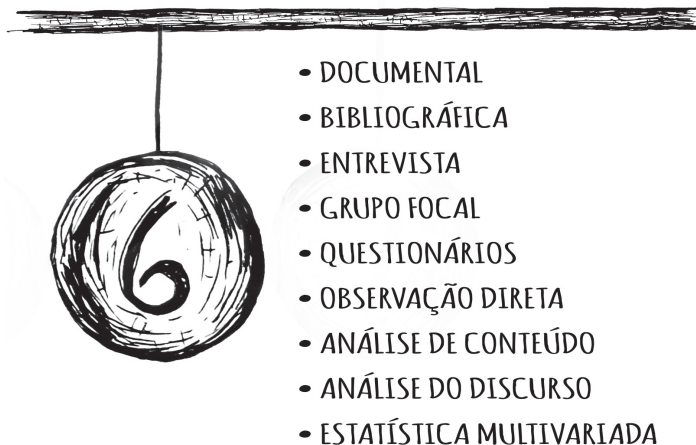 6
• DOCUMENTAL
• BIBLIOGRÁFICA
• ENTREVISTA
• GRUPO FOCAL
• QUESTIONÁRIOS
• OBSERVAÇÃO DIRETA
• ANÁLISE DE CONTEÚDO
• ANÁLISE DO DISCURSO
• ESTATÍSTICA MULTIVARIADA